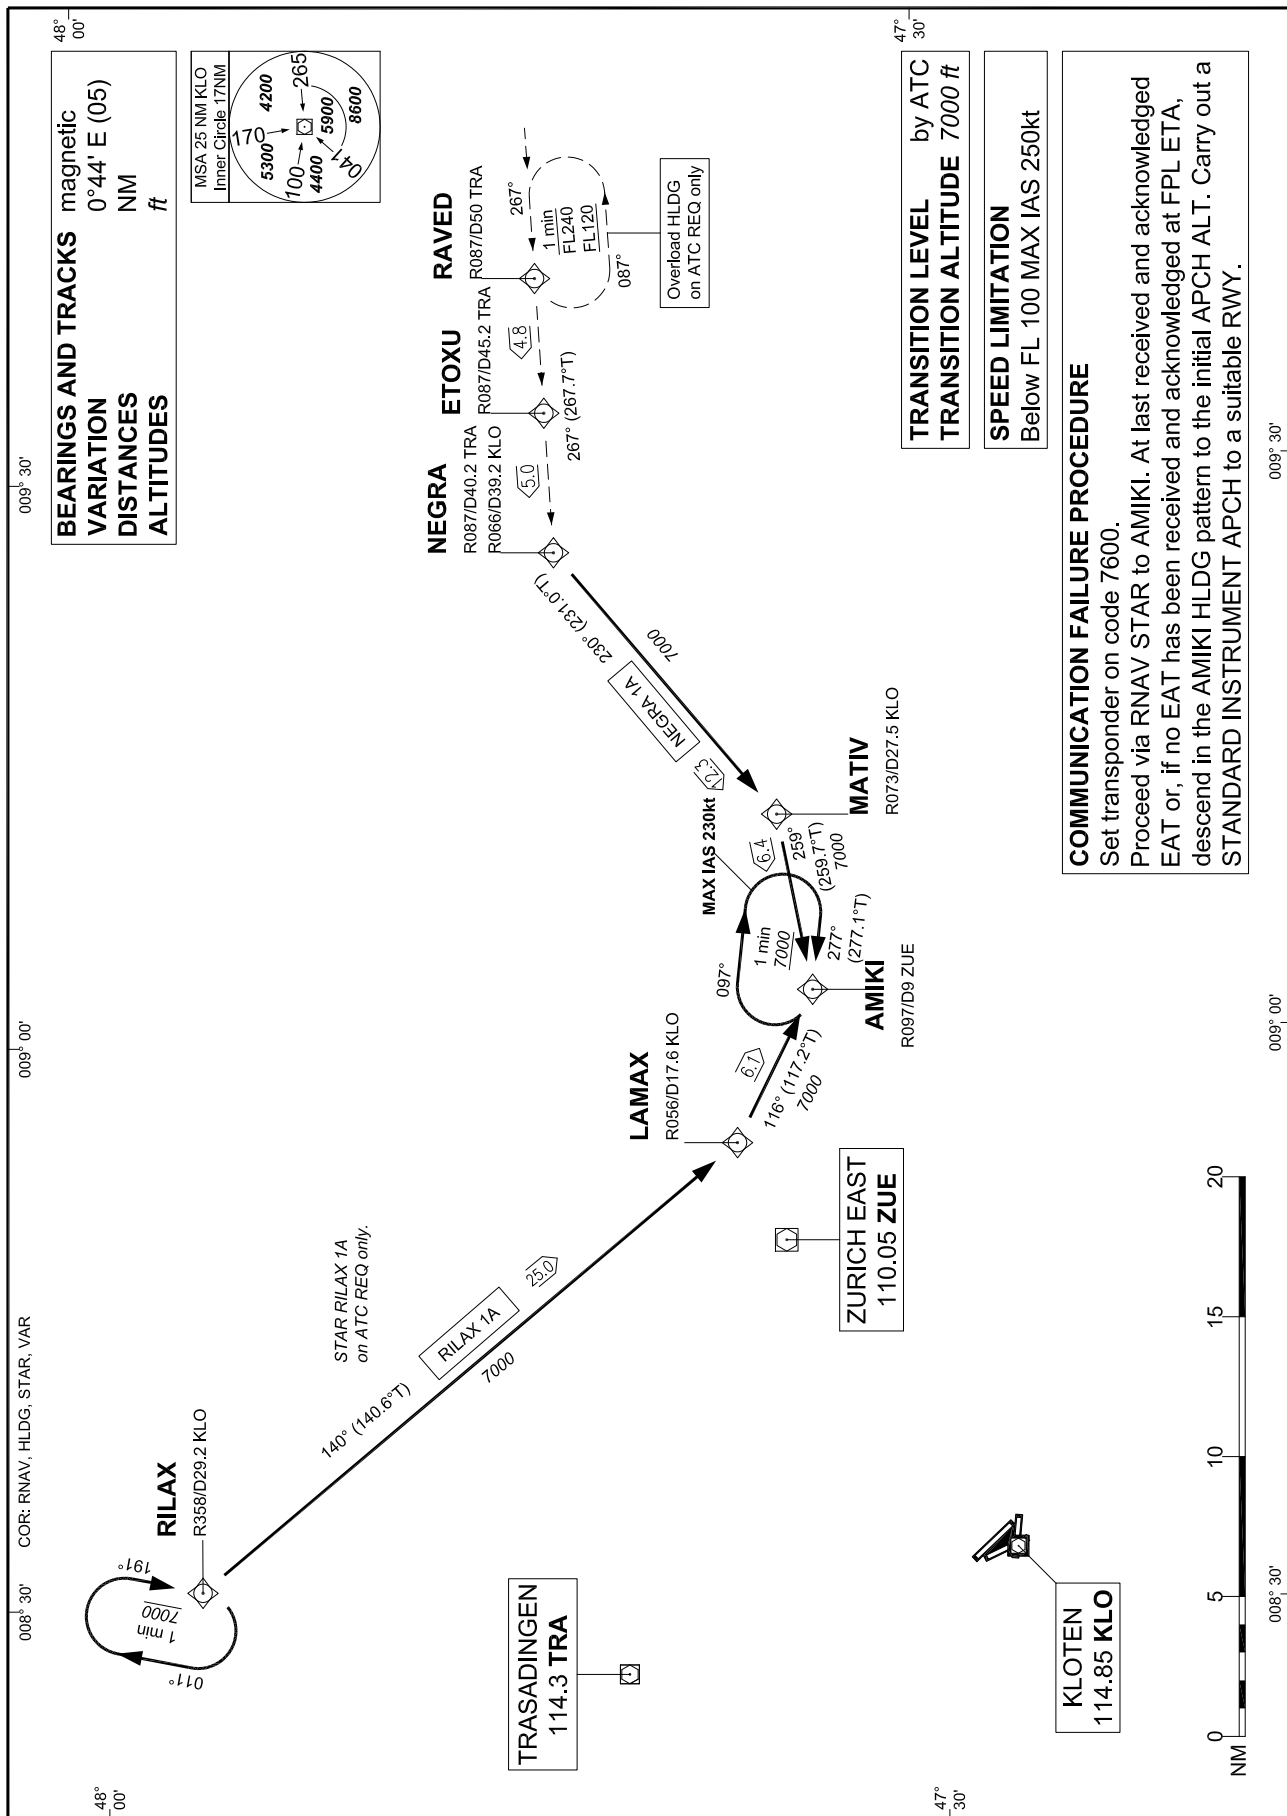 COR: RNAV, HLDG, STAR, VAR
008° 30'
009° 00'
009° 30'
48°
00'
48°
00'
BEARINGS AND TRACKS magnetic
VARIATION 0°44' E (05)
DISTANCES NM
ALTITUDES ft
MSA 25 NM KLO
Inner Circle 17NM
170
265
100
041
5300
4200
4400
5900
8600
RILAX
R358/D29.2 KLO
191°
1 min
7000
011°
STAR RILAX 1A
on ATC REQ only.
140° (140.6°T)
RILAX 1A
25.0
7000
NEGRA
R087/D40.2 TRA
R066/D39.2 KLO
ETOXU
R087/D45.2 TRA
RAVED
R087/D50 TRA
5.0
4.8
267° (267.7°T)
267°
1 min
FL240
FL120
087°
Overload HLDG
on ATC REQ only
230° (231.0°T)
NEGRA 1A
7000
12.3
TRASADINGEN
114.3 TRA
LAMAX
R056/D17.6 KLO
6.1
116° (117.2°T)
7000
MAX IAS 230kt
097°
1 min
7000
6.4
259°
(259.7°T)
7000
277°
(277.1°T)
MATIV
R073/D27.5 KLO
AMIKI
R097/D9 ZUE
ZURICH EAST
110.05 ZUE
KLOTEN
114.85 KLO
TRANSITION LEVEL by ATC
TRANSITION ALTITUDE 7000 ft
SPEED LIMITATION
Below FL 100 MAX IAS 250kt
COMMUNICATION FAILURE PROCEDURE
Set transponder on code 7600.
Proceed via RNAV STAR to AMIKI. At last received and acknowledged
EAT or, if no EAT has been received and acknowledged at FPL ETA,
descend in the AMIKI HLDG pattern to the initial APCH ALT. Carry out a
STANDARD INSTRUMENT APCH to a suitable RWY.
47°
30'
47°
30'
NM
0
5
10
15
20
008° 30'
009° 00'
009° 30'